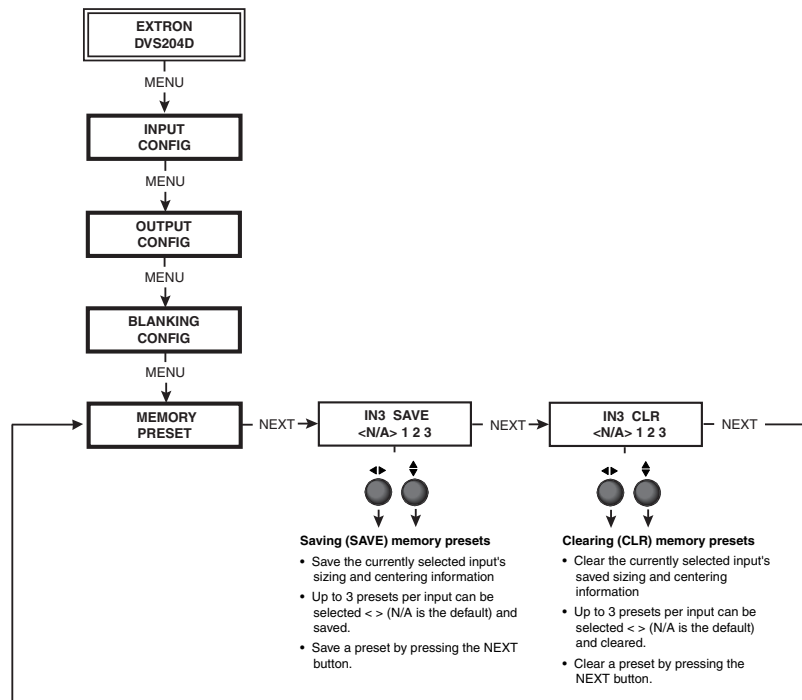 EXTRON
DVS204D
MENU
INPUT
CONFIG
MENU
OUTPUT
CONFIG
MENU
BLANKING
CONFIG
MENU
MEMORY
PRESET
NEXT
IN3 SAVE
<N/A> 1 2 3
NEXT
IN3 CLR
<N/A> 1 2 3
NEXT
Saving (SAVE) memory presets
• Save the currently selected input's
sizing and centering information
• Up to 3 presets per input can be
selected < > (N/A is the default) and
saved.
• Save a preset by pressing the NEXT
button.
Clearing (CLR) memory presets
• Clear the currently selected input's
saved sizing and centering
information
• Up to 3 presets per input can be
selected < > (N/A is the default)
and cleared.
• Clear a preset by pressing the
NEXT button.